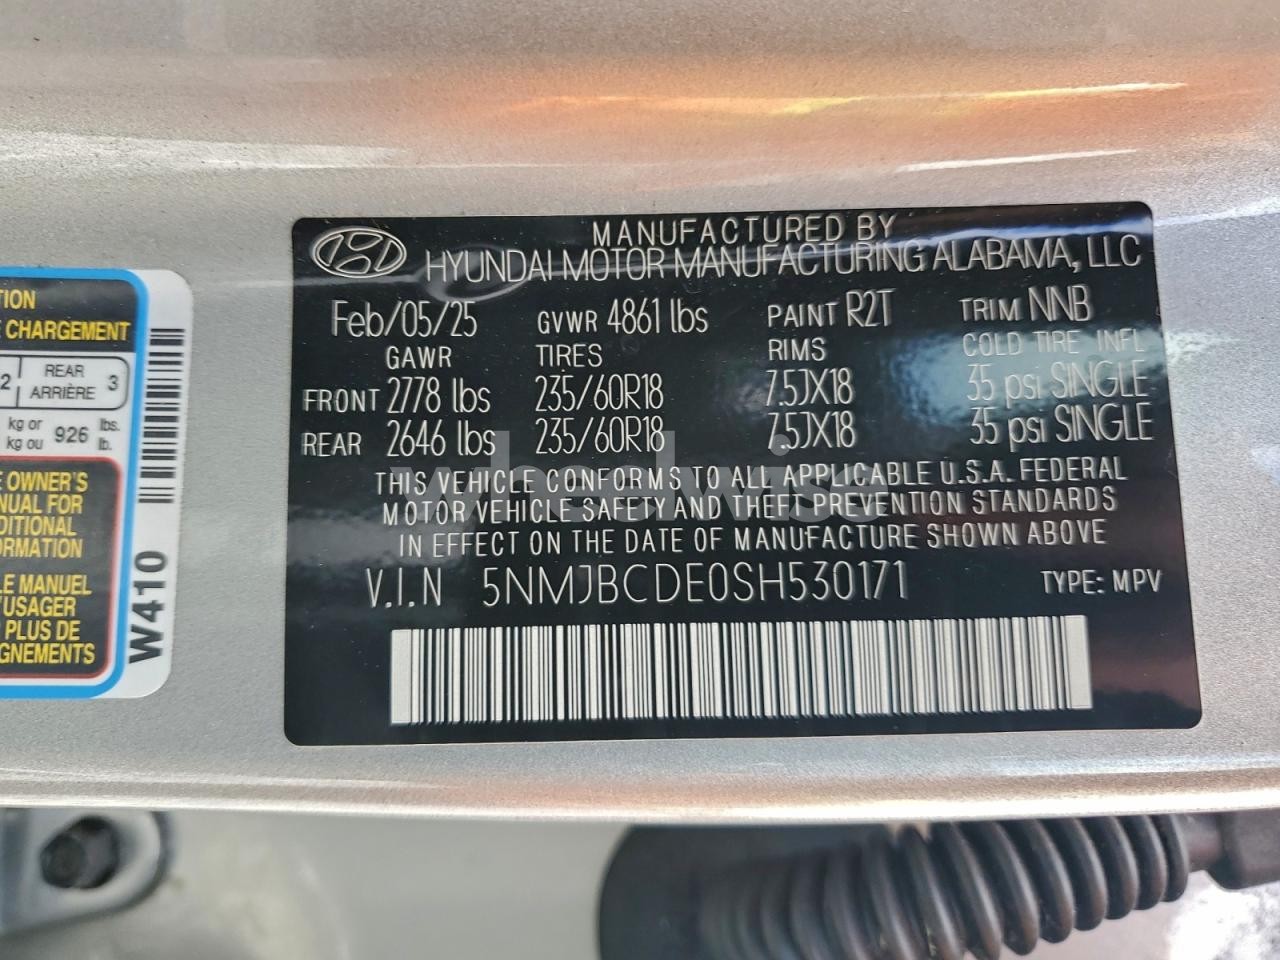 TION
E CHARGEMENT
2 REAR ARRIÈRE 3
kg or kg ou 926 lbs. lb.
E OWNER'S
NUAL FOR
DITIONAL
ORMATION
LE MANUEL
'USAGER
PLUS DE
GNEMENTS
W410
MANUFACTURED BY
HYUNDAI MOTOR MANUFACTURING ALABAMA, LLC
Feb/05/25 GVWR 4861 lbs PAINT R2T TRIM NNB
GAWR TIRES RIMS COLD TIRE INFL
FRONT 2778 lbs 235/60R18 7.5JX18 35 psi SINGLE
REAR 2646 lbs 235/60R18 7.5JX18 35 psi SINGLE
THIS VEHICLE CONFORMS TO ALL APPLICABLE U.S.A. FEDERAL
MOTOR VEHICLE SAFETY AND THEFT PREVENTION STANDARDS
IN EFFECT ON THE DATE OF MANUFACTURE SHOWN ABOVE
V.I.N 5NMJBCDE0SH530171 TYPE: MPV